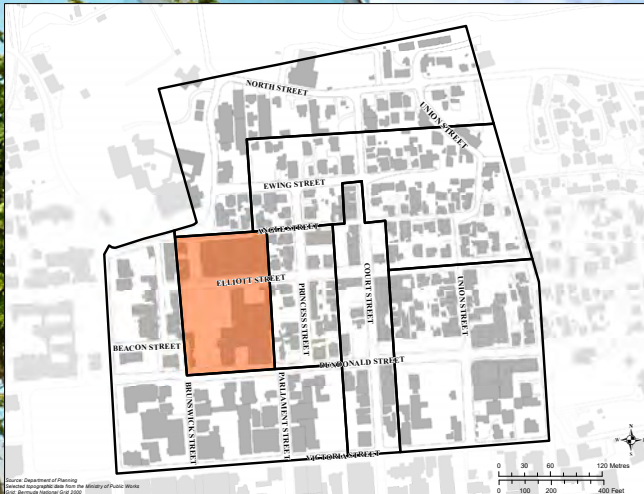 NORTH STREET
UNION STREET
EWING STREET
ANGLE STREET
ELLIOTT STREET
COURT STREET
PRINCESS STREET
UNION STREET
BEACON STREET
DUNDONALD STREET
BRUNSWICK STREET
PARLIAMENT STREET
VICTORIA STREET
N
W E
S
0 30 60 120 Metres
0 100 200 400 Feet
Source: Department of Planning
Selected topographic data from the Ministry of Public Works
Grid: Bermuda National Grid 2000